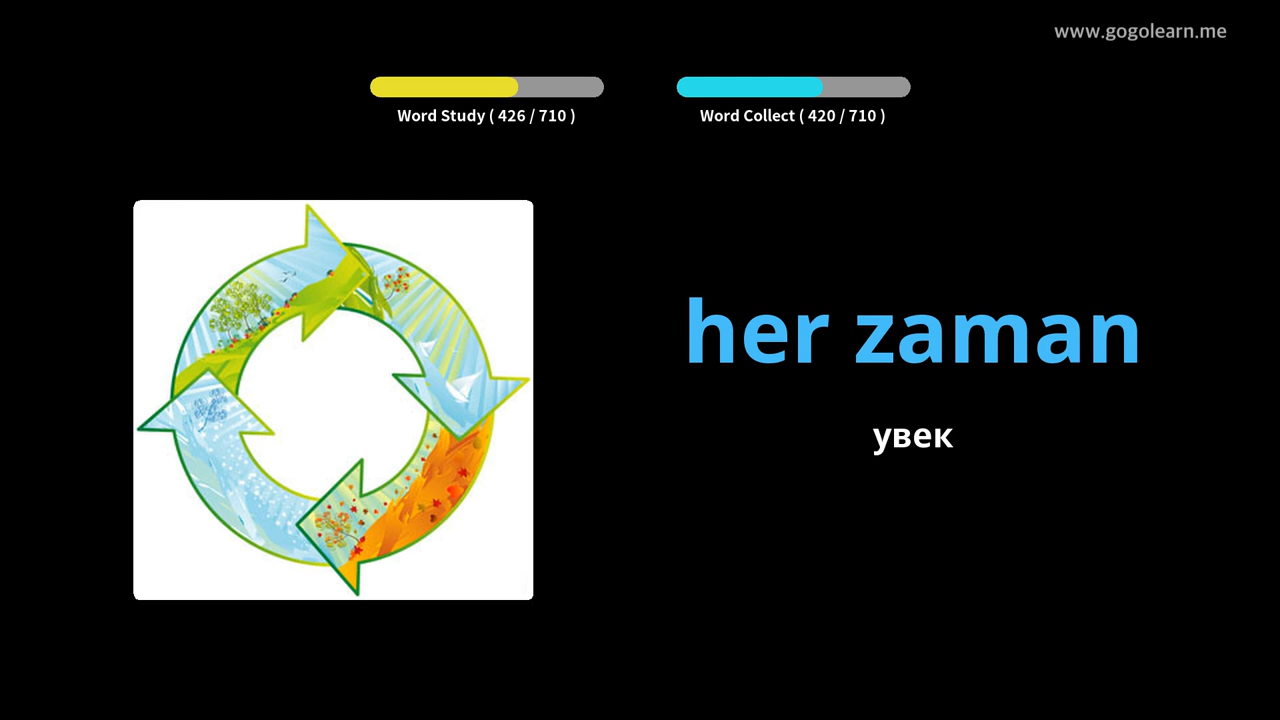 www.gogolearn.me
Word Study ( 426 / 710 )
Word Collect ( 420 / 710 )
her zaman
увек